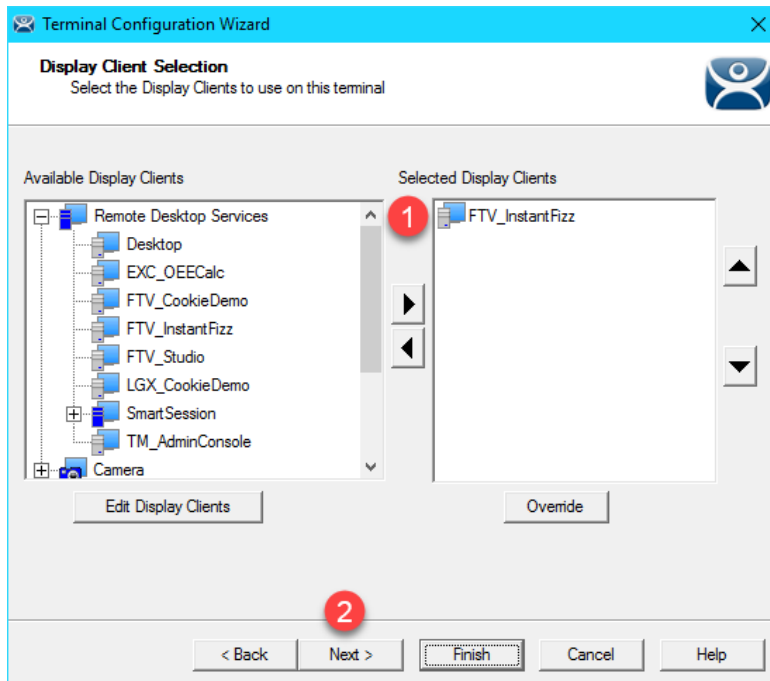 Terminal Configuration Wizard
Display Client Selection
Select the Display Clients to use on this terminal
Available Display Clients
Selected Display Clients
Remote Desktop Services
Desktop
EXC_OEECalc
FTV_CookieDemo
FTV_InstantFizz
FTV_Studio
LGX_CookieDemo
SmartSession
TM_AdminConsole
Camera
1
FTV_InstantFizz
Edit Display Clients
Override
2
< Back
Next >
Finish
Cancel
Help